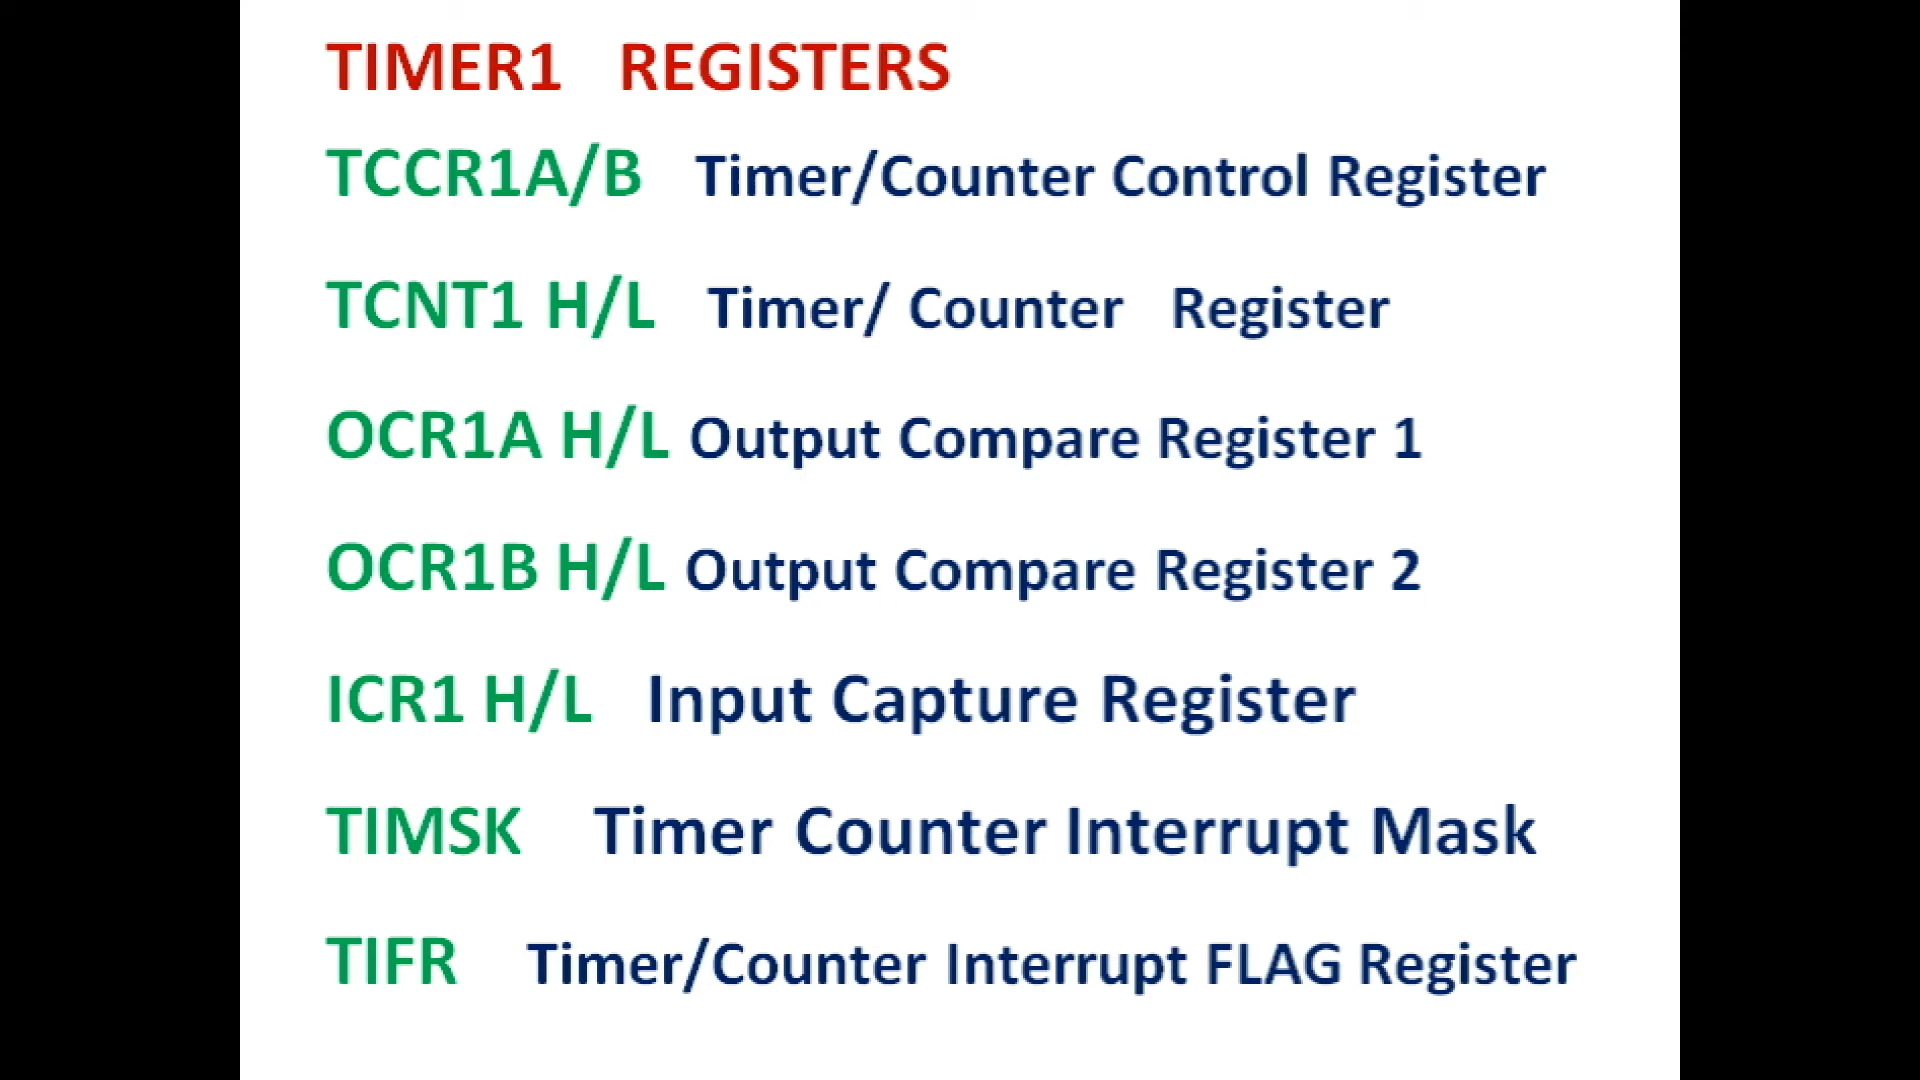 TIMER1 REGISTERS
TCCR1A/B Timer/Counter Control Register
TCNT1 H/L Timer/ Counter Register
OCR1A H/L Output Compare Register 1
OCR1B H/L Output Compare Register 2
ICR1 H/L Input Capture Register
TIMSK Timer Counter Interrupt Mask
TIFR Timer/Counter Interrupt FLAG Register